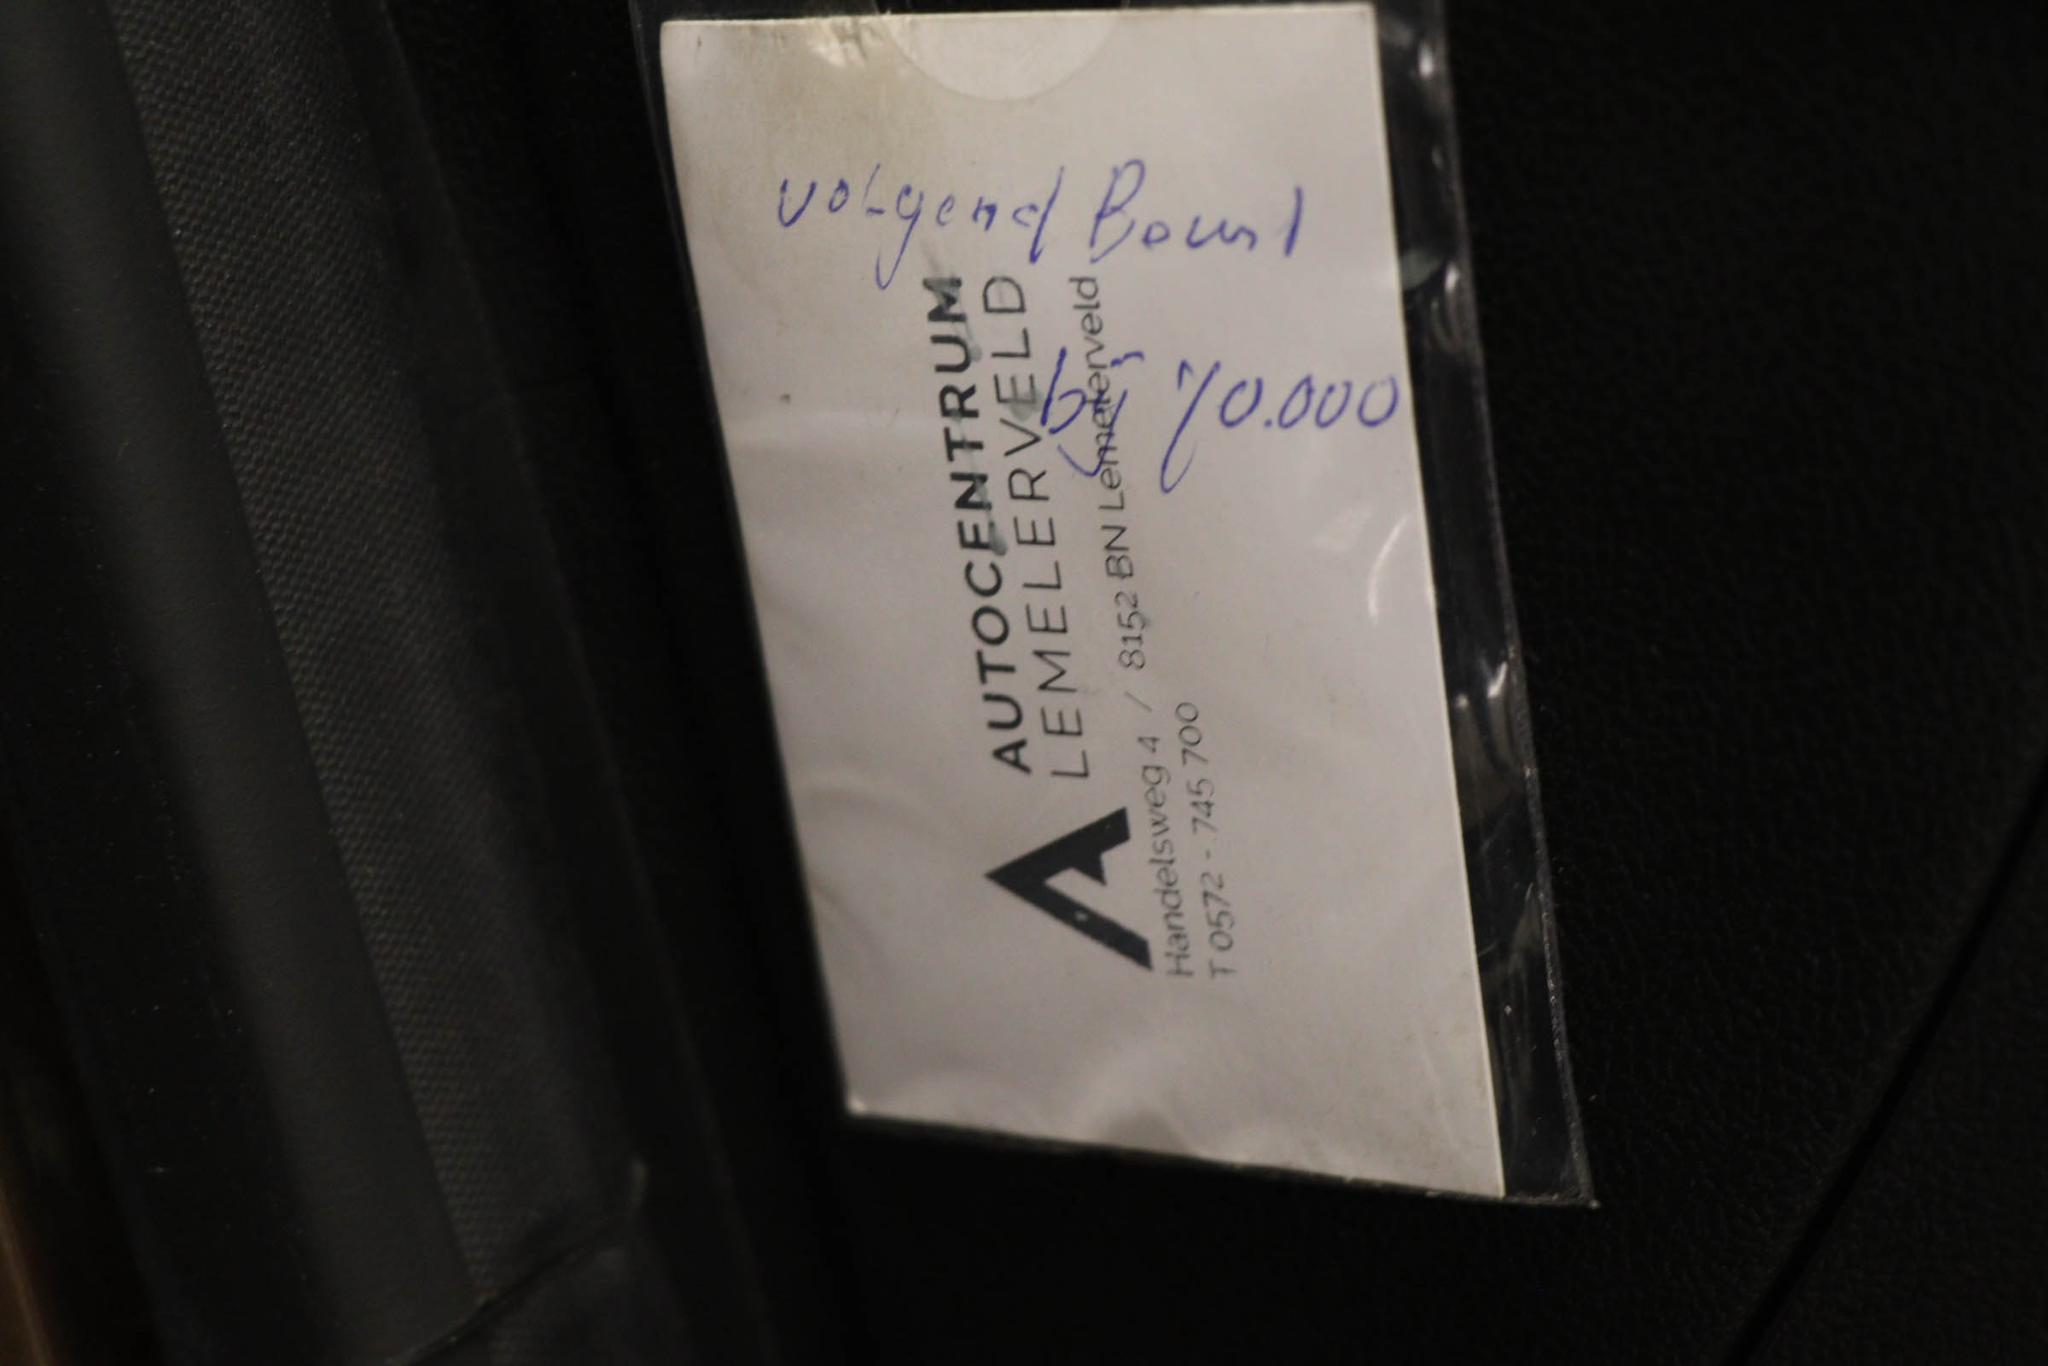 volgend Beurt
bij 70.000
AUTOCENTRUM
LEMELERVELD
Handelsweg 4 / 8152 BN Lemelerveld
T 0572 - 745 700